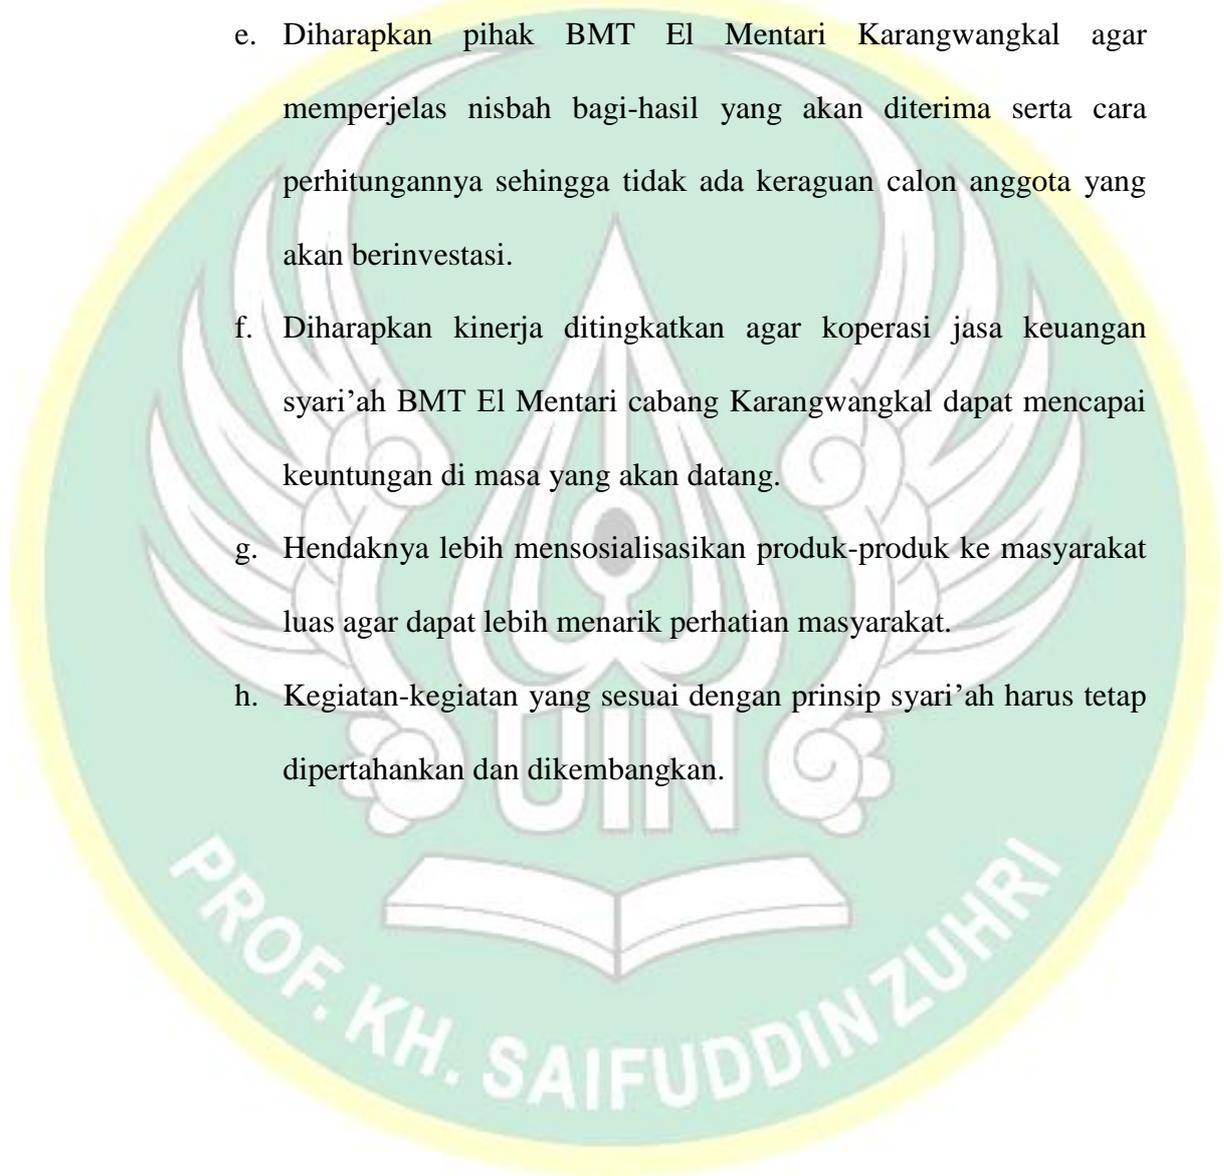 e. Diharapkan pihak BMT El Mentari Karangwangkal agar
memperjelas nisbah bagi-hasil yang akan diterima serta cara
perhitungannya sehingga tidak ada keraguan calon anggota yang
akan berinvestasi.
f. Diharapkan kinerja ditingkatkan agar koperasi jasa keuangan
syari’ah BMT El Mentari cabang Karangwangkal dapat mencapai
keuntungan di masa yang akan datang.
g. Hendaknya lebih mensosialisasikan produk-produk ke masyarakat
luas agar dapat lebih menarik perhatian masyarakat.
h. Kegiatan-kegiatan yang sesuai dengan prinsip syari’ah harus tetap
dipertahankan dan dikembangkan.
UIN
PROF. KH. SAIFUDDIN ZUHRI